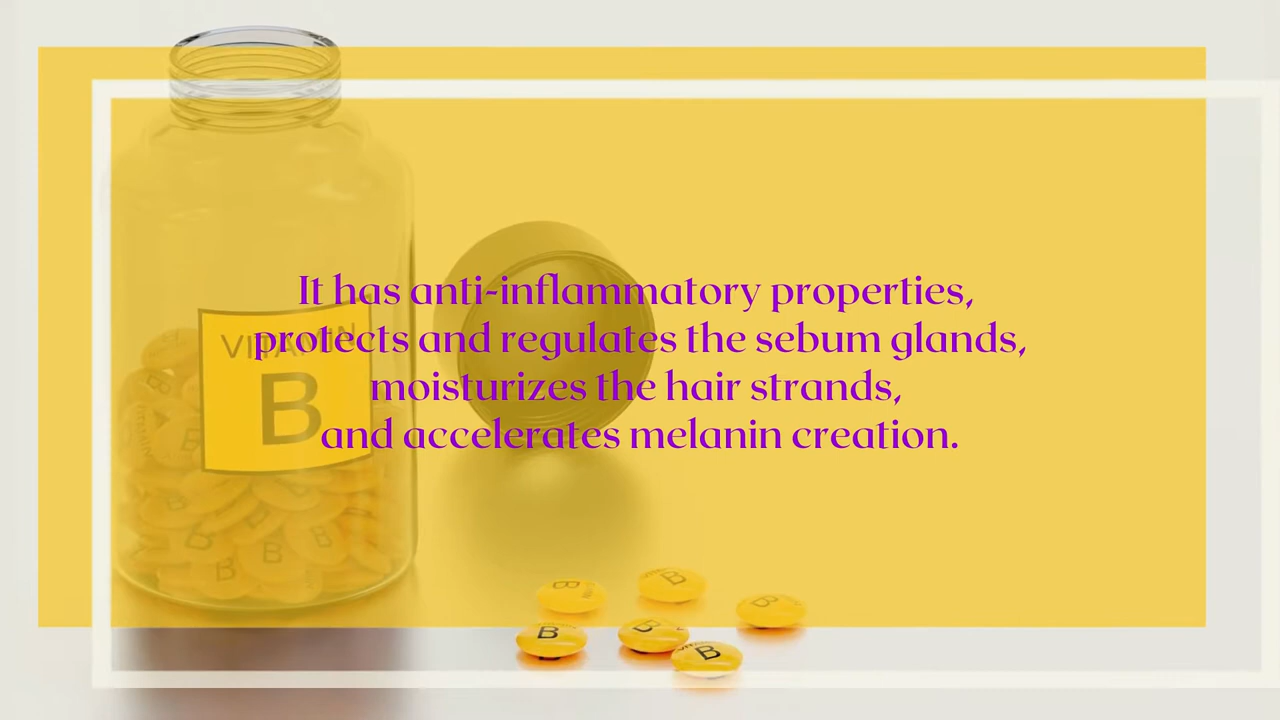 It has anti-inflammatory properties,
protects and regulates the sebum glands,
moisturizes the hair strands,
and accelerates melanin creation.
VITAMIN
B
B
B
B
B
B
B